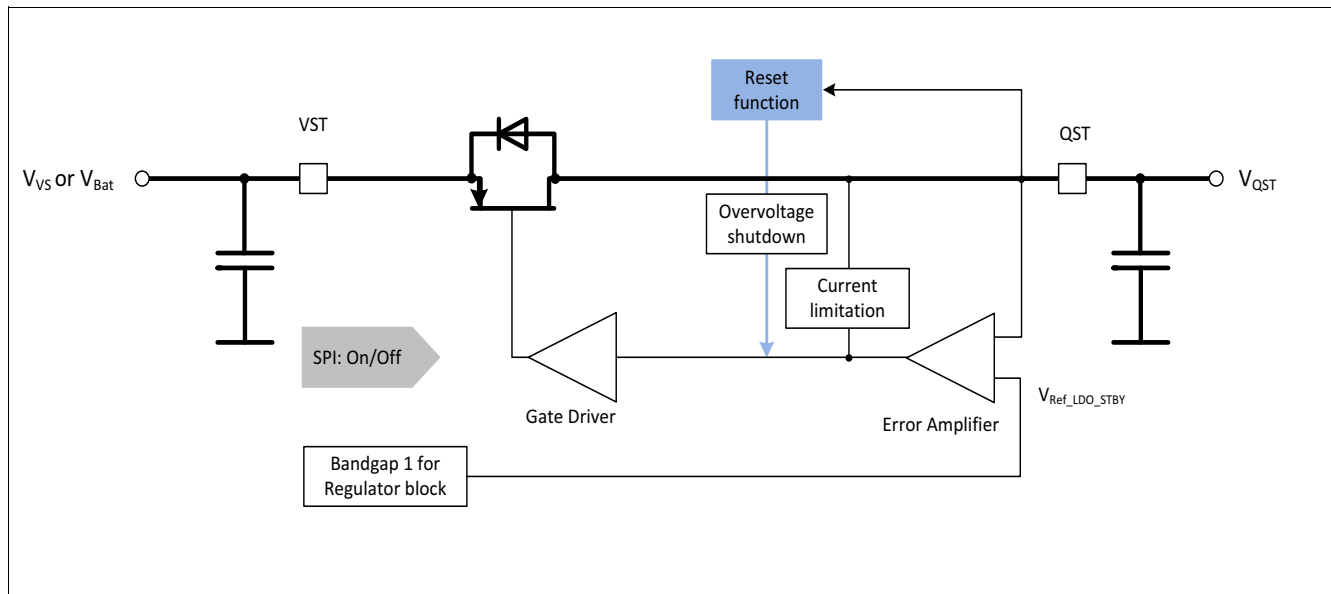 Reset
function
VST
QST
V_VS or V_Bat
V_QST
Overvoltage
shutdown
Current
limitation
SPI: On/Off
V_Ref_LDO_STBY
Gate Driver
Error Amplifier
Bandgap 1 for
Regulator block